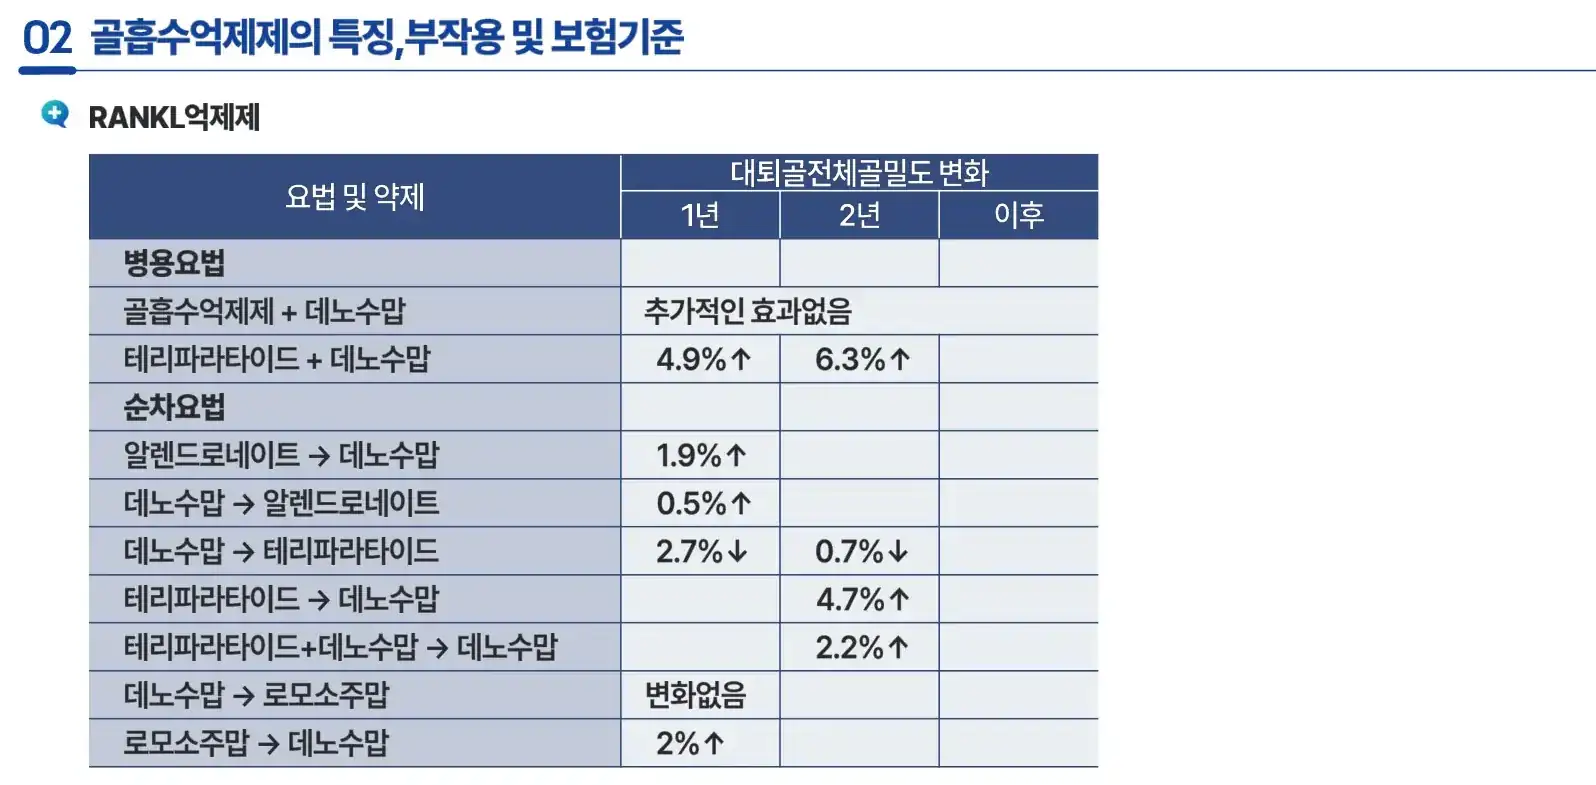 02 골흡수억제제의 특징,부작용 및 보험기준
RANKL억제제
요법 및 약제
대퇴골전체골밀도 변화
1년 2년 이후
병용요법
골흡수억제제 + 데노수맙 추가적인 효과없음
테리파라타이드 + 데노수맙 4.9%↑ 6.3%↑
순차요법
알렌드로네이트 → 데노수맙 1.9%↑
데노수맙 → 알렌드로네이트 0.5%↑
데노수맙 → 테리파라타이드 2.7%↓ 0.7%↓
테리파라타이드 → 데노수맙 4.7%↑
테리파라타이드+데노수맙 → 데노수맙 2.2%↑
데노수맙 → 로모소주맙 변화없음
로모소주맙 → 데노수맙 2%↑